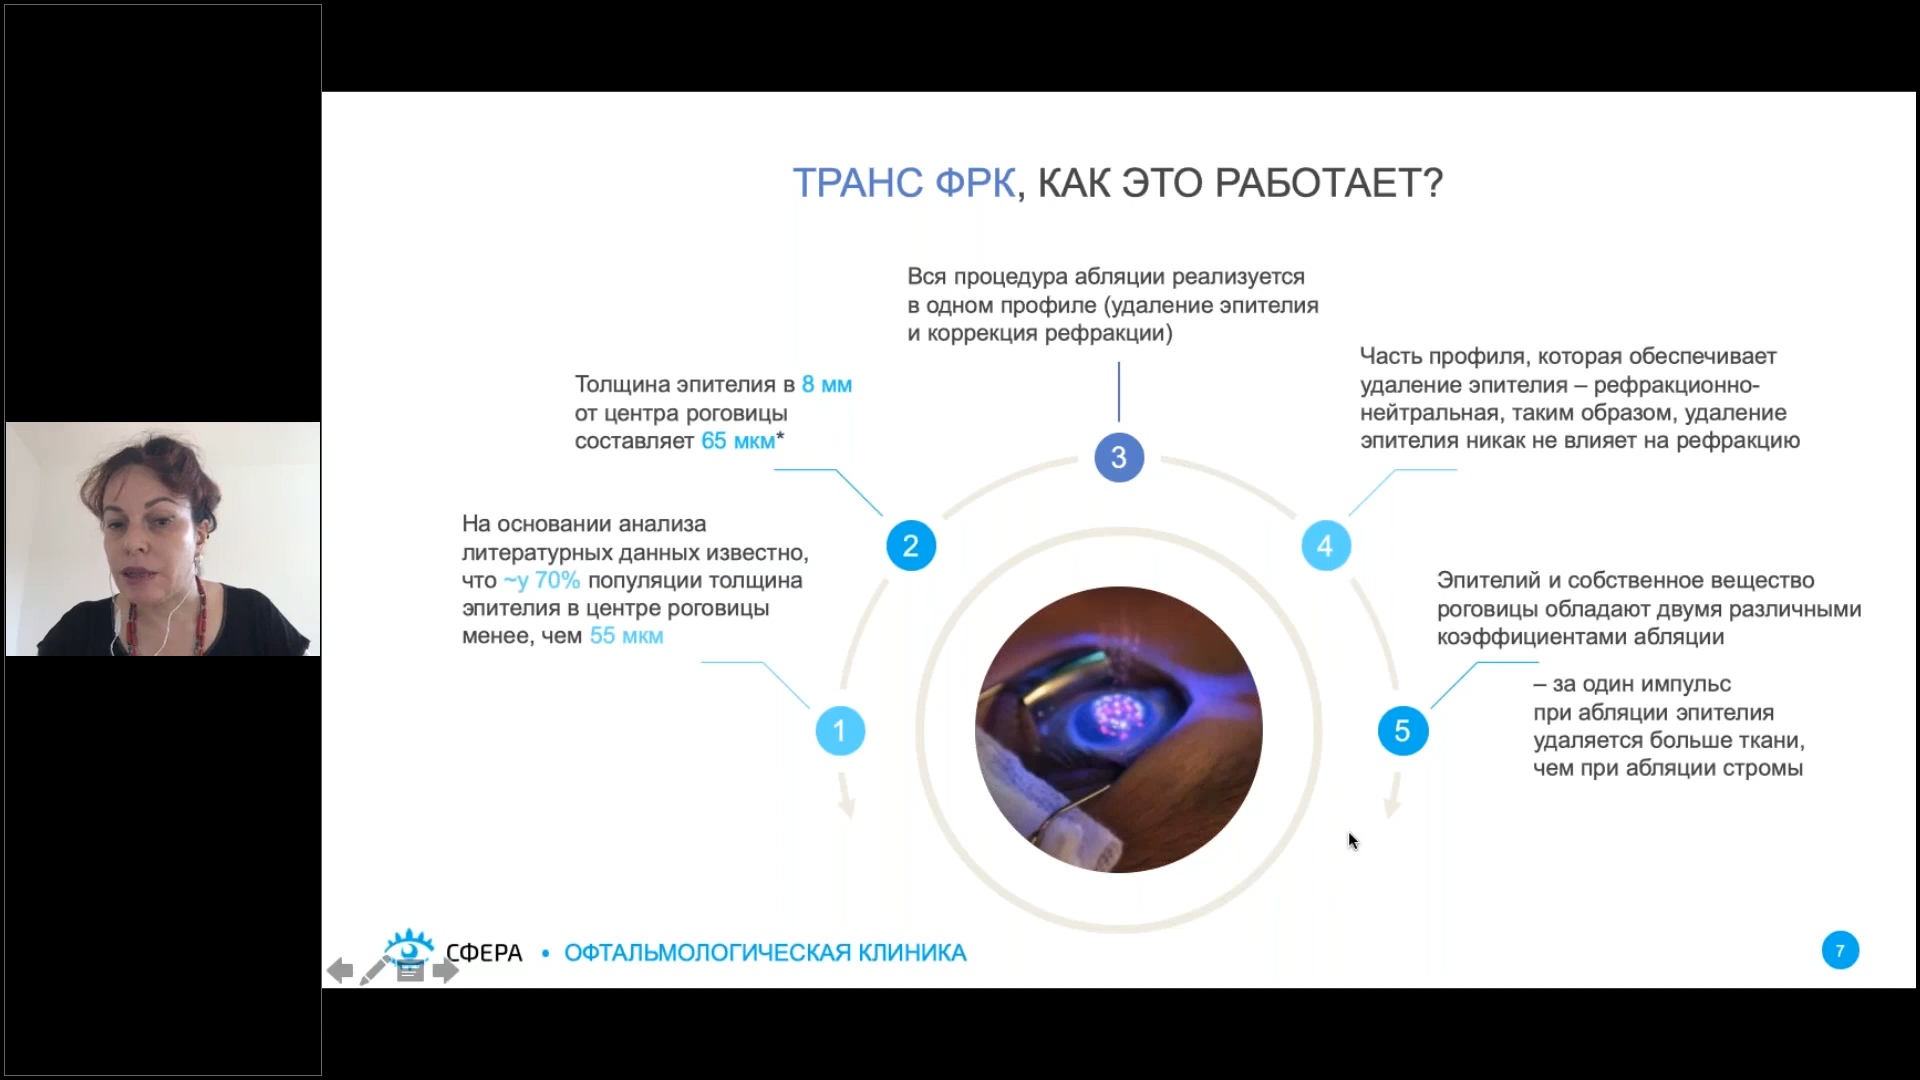 ТРАНС ФРК, КАК ЭТО РАБОТАЕТ?
На основании анализа
литературных данных известно,
что ~у 70% популяции толщина
эпителия в центре роговицы
менее, чем 55 мкм
1
Толщина эпителия в 8 мм
от центра роговицы
составляет 65 мкм*
2
Вся процедура абляции реализуется
в одном профиле (удаление эпителия
и коррекция рефракции)
3
Часть профиля, которая обеспечивает
удаление эпителия – рефракционно-
нейтральная, таким образом, удаление
эпителия никак не влияет на рефракцию
4
Эпителий и собственное вещество
роговицы обладают двумя различными
коэффициентами абляции
– за один импульс
при абляции эпителия
удаляется больше ткани,
чем при абляции стромы
5
СФЕРА • ОФТАЛЬМОЛОГИЧЕСКАЯ КЛИНИКА
7